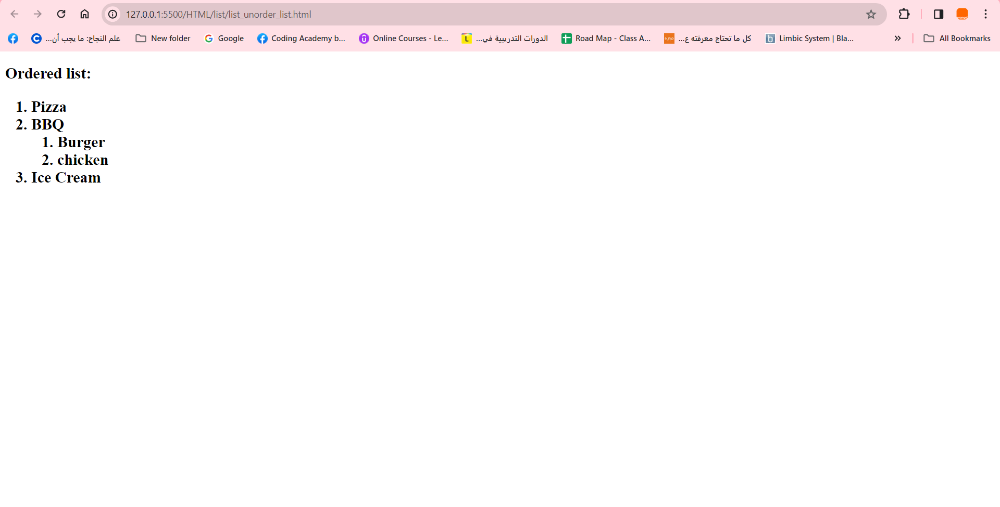 127.0.0.1:5500/HTML/list/list_unorder_list.html
علم النجاح: ما يجب أن...
New folder
Google
Coding Academy b...
Online Courses - Le...
الدورات التدريبية في...
Road Map - Class A...
كل ما تحتاج معرفته ع...
Limbic System | Bla...
All Bookmarks
Ordered list:
1. Pizza
2. BBQ
1. Burger
2. chicken
3. Ice Cream